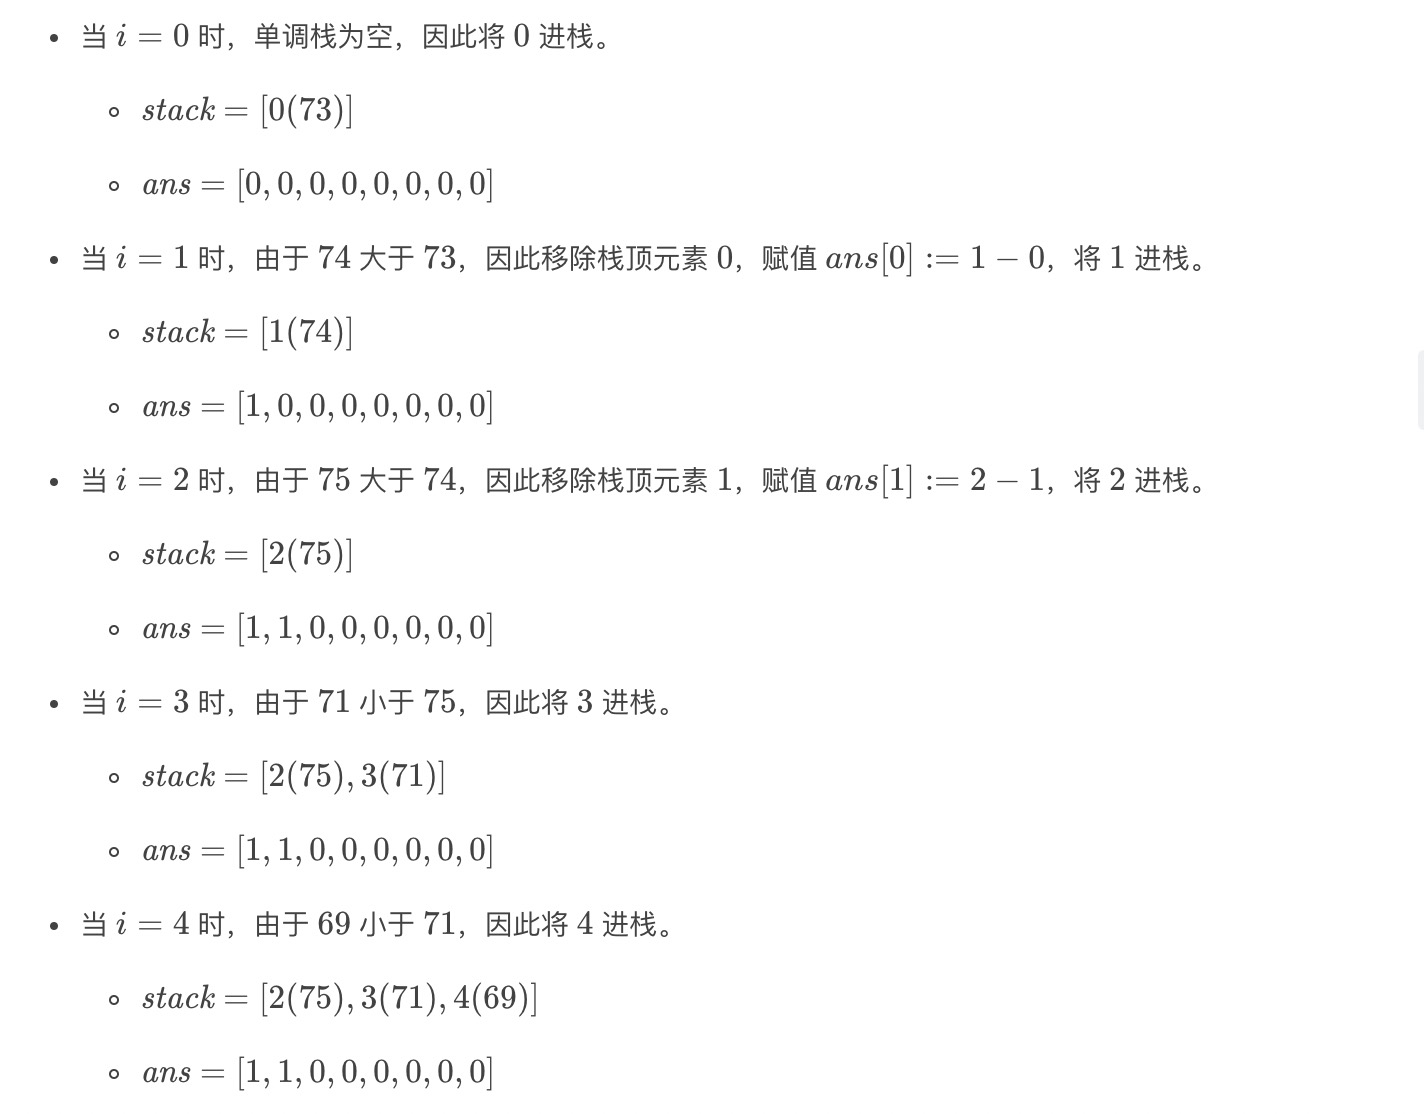 • 当 i = 0 时，单调栈为空，因此将 0 进栈。
◦ stack = [0(73)]
◦ ans = [0, 0, 0, 0, 0, 0, 0, 0]
• 当 i = 1 时，由于 74 大于 73，因此移除栈顶元素 0，赋值 ans[0] := 1 − 0，将 1 进栈。
◦ stack = [1(74)]
◦ ans = [1, 0, 0, 0, 0, 0, 0, 0]
• 当 i = 2 时，由于 75 大于 74，因此移除栈顶元素 1，赋值 ans[1] := 2 − 1，将 2 进栈。
◦ stack = [2(75)]
◦ ans = [1, 1, 0, 0, 0, 0, 0, 0]
• 当 i = 3 时，由于 71 小于 75，因此将 3 进栈。
◦ stack = [2(75), 3(71)]
◦ ans = [1, 1, 0, 0, 0, 0, 0, 0]
• 当 i = 4 时，由于 69 小于 71，因此将 4 进栈。
◦ stack = [2(75), 3(71), 4(69)]
◦ ans = [1, 1, 0, 0, 0, 0, 0, 0]